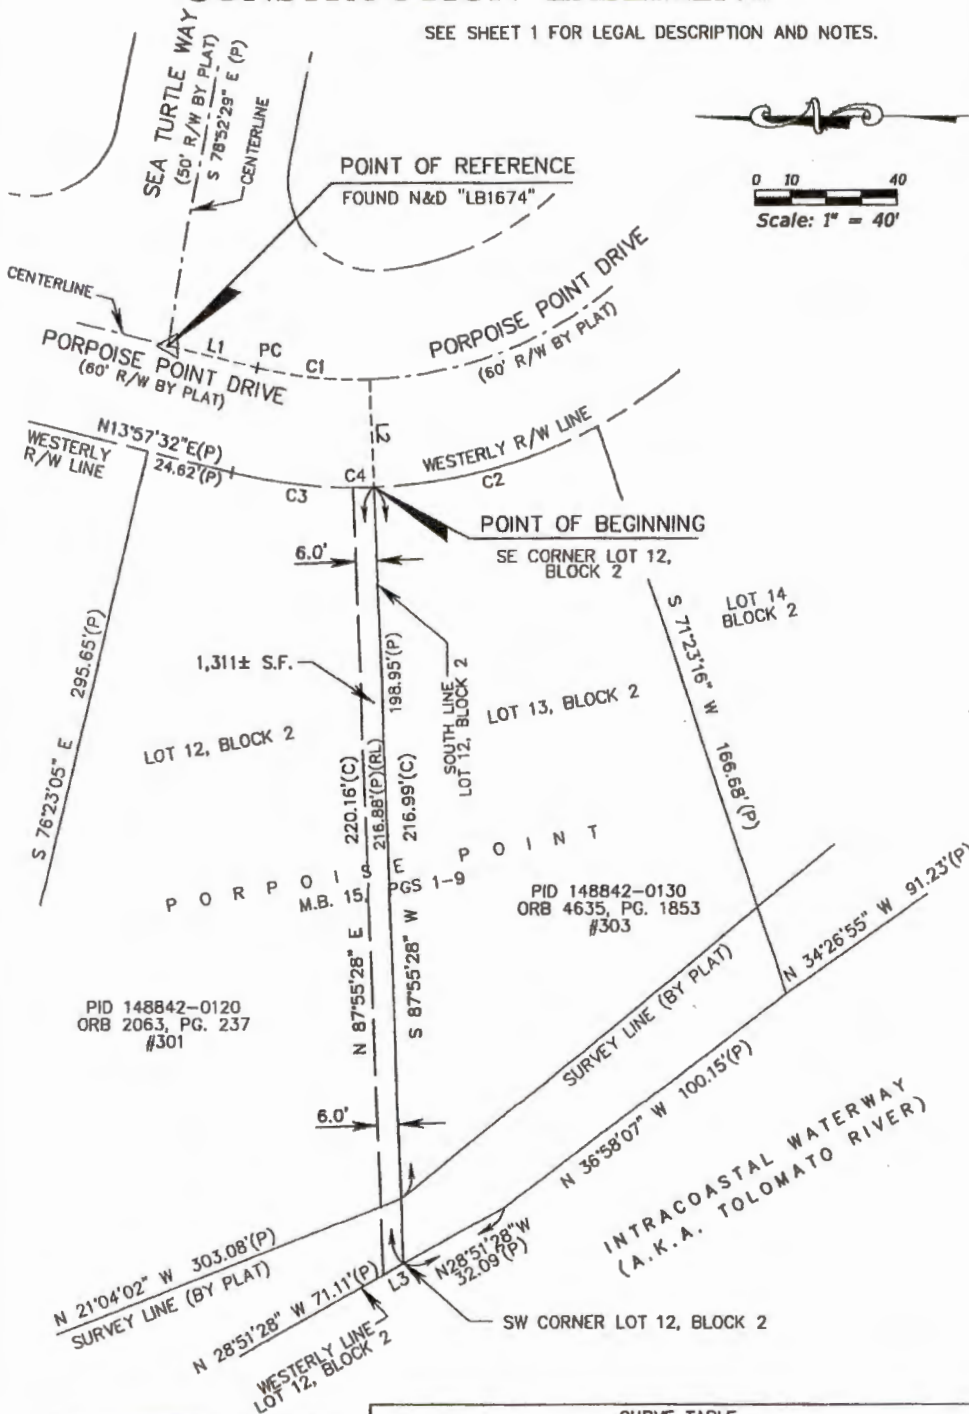 SEE SHEET 1 FOR LEGAL DESCRIPTION AND NOTES.
SEA TURTLE WAY
(50' R/W BY PLAT)
S 78°52'29" E (P)
CENTERLINE
POINT OF REFERENCE
FOUND N&D "LB1674"
0 10 40
Scale: 1" = 40'
CENTERLINE
L1
PC
C1
PORPOISE POINT DRIVE
(60' R/W BY PLAT)
PORPOISE POINT DRIVE
(60' R/W BY PLAT)
L2
N13°57'32"E(P)
24.62'(P)
WESTERLY
R/W LINE
C3
C4
WESTERLY R/W LINE
C2
POINT OF BEGINNING
SE CORNER LOT 12,
BLOCK 2
6.0'
LOT 14
BLOCK 2
S 71°23'16" W 166.68'(P)
S 76°23'05" E 295.65'(P)
1,311± S.F.
198.95'(P)
SOUTH LINE
LOT 12, BLOCK 2
LOT 12, BLOCK 2
LOT 13, BLOCK 2
N 87°55'28" E 220.16'(C)
216.88'(P)(RL)
S 87°55'28" W 216.99'(C)
PORPOISE POINT
M.B. 15, PGS 1-9
PID 148842-0130
ORB 4635, PG. 1853
#303
PID 148842-0120
ORB 2063, PG. 237
#301
N 34°26'55" W 91.23'(P)
SURVEY LINE (BY PLAT)
N 36°58'07" W 100.15'(P)
6.0'
INTRACOASTAL WATERWAY
(A.K.A. TOLOMATO RIVER)
N 21°04'02" W 303.08'(P)
SURVEY LINE (BY PLAT)
N28°51'28"W
32.09'(P)
L3
N 28°51'28" W 71.11'(P)
SW CORNER LOT 12, BLOCK 2
WESTERLY LINE
LOT 12, BLOCK 2